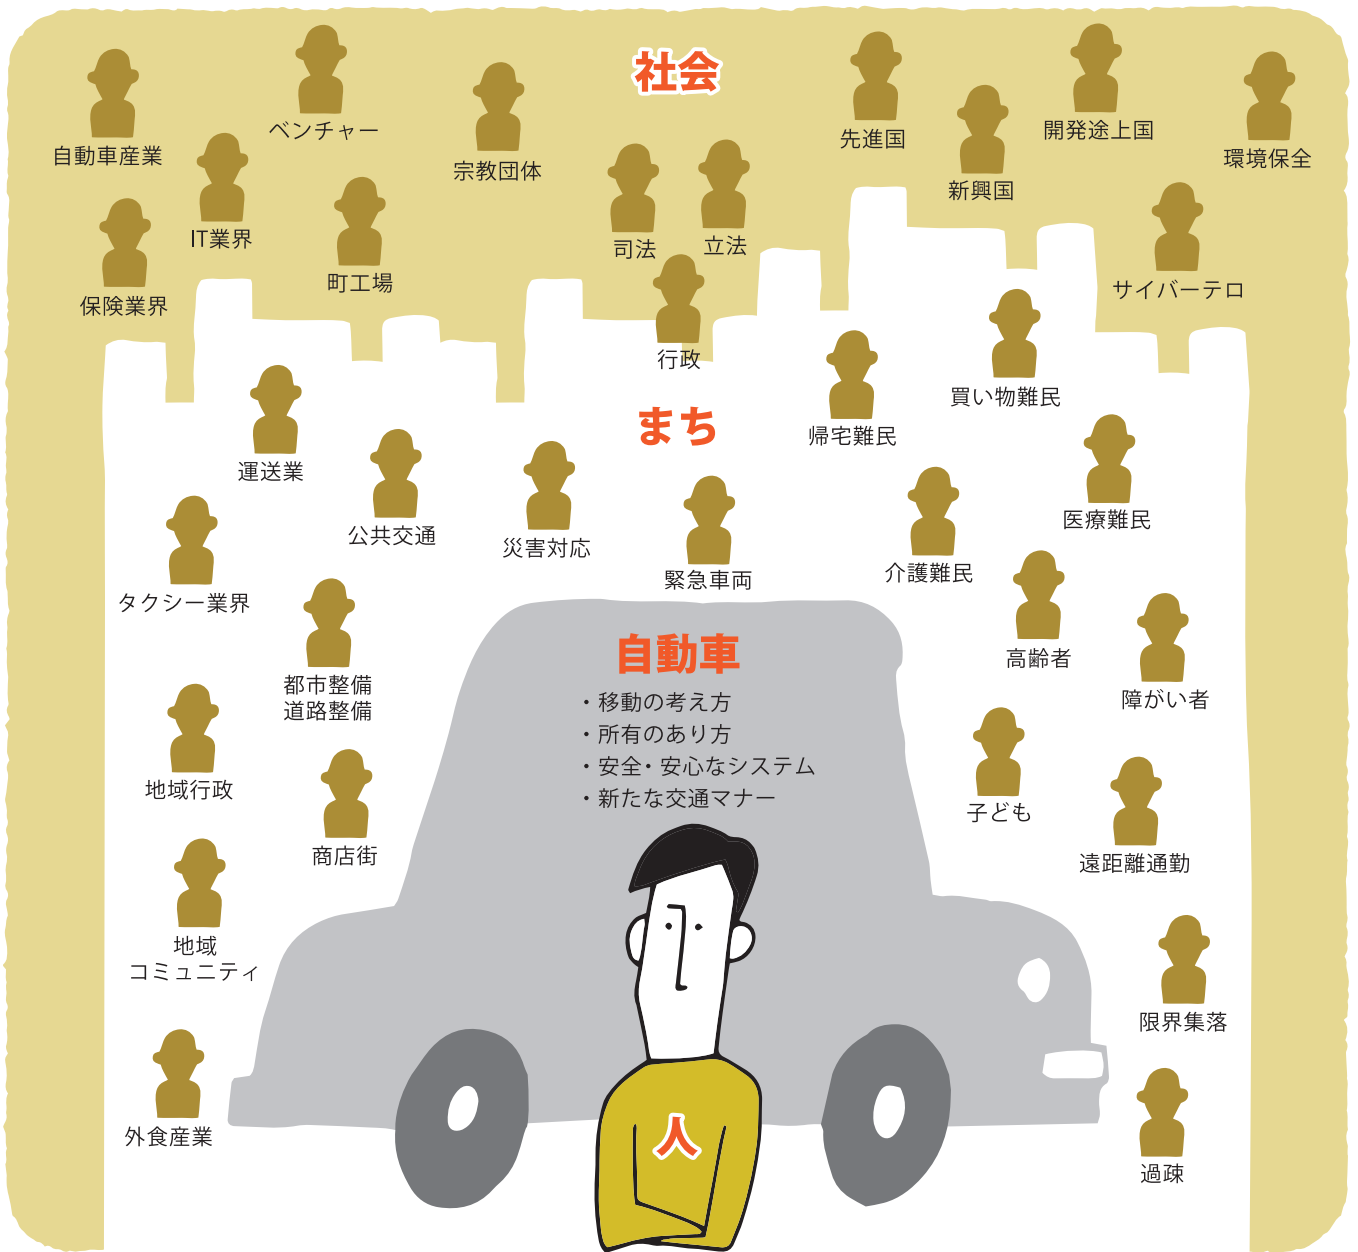 社会
自動車産業
ベンチャー
宗教団体
先進国
開発途上国
環境保全
IT業界
新興国
保険業界
町工場
司法
立法
サイバーテロ
行政
まち
運送業
公共交通
災害対応
緊急車両
帰宅難民
買い物難民
医療難民
介護難民
タクシー業界
都市整備
道路整備
高齢者
障がい者
地域行政
商店街
子ども
遠距離通勤
自動車
・移動の考え方
・所有のあり方
・安全・安心なシステム
・新たな交通マナー
地域
コミュニティ
限界集落
外食産業
過疎
人